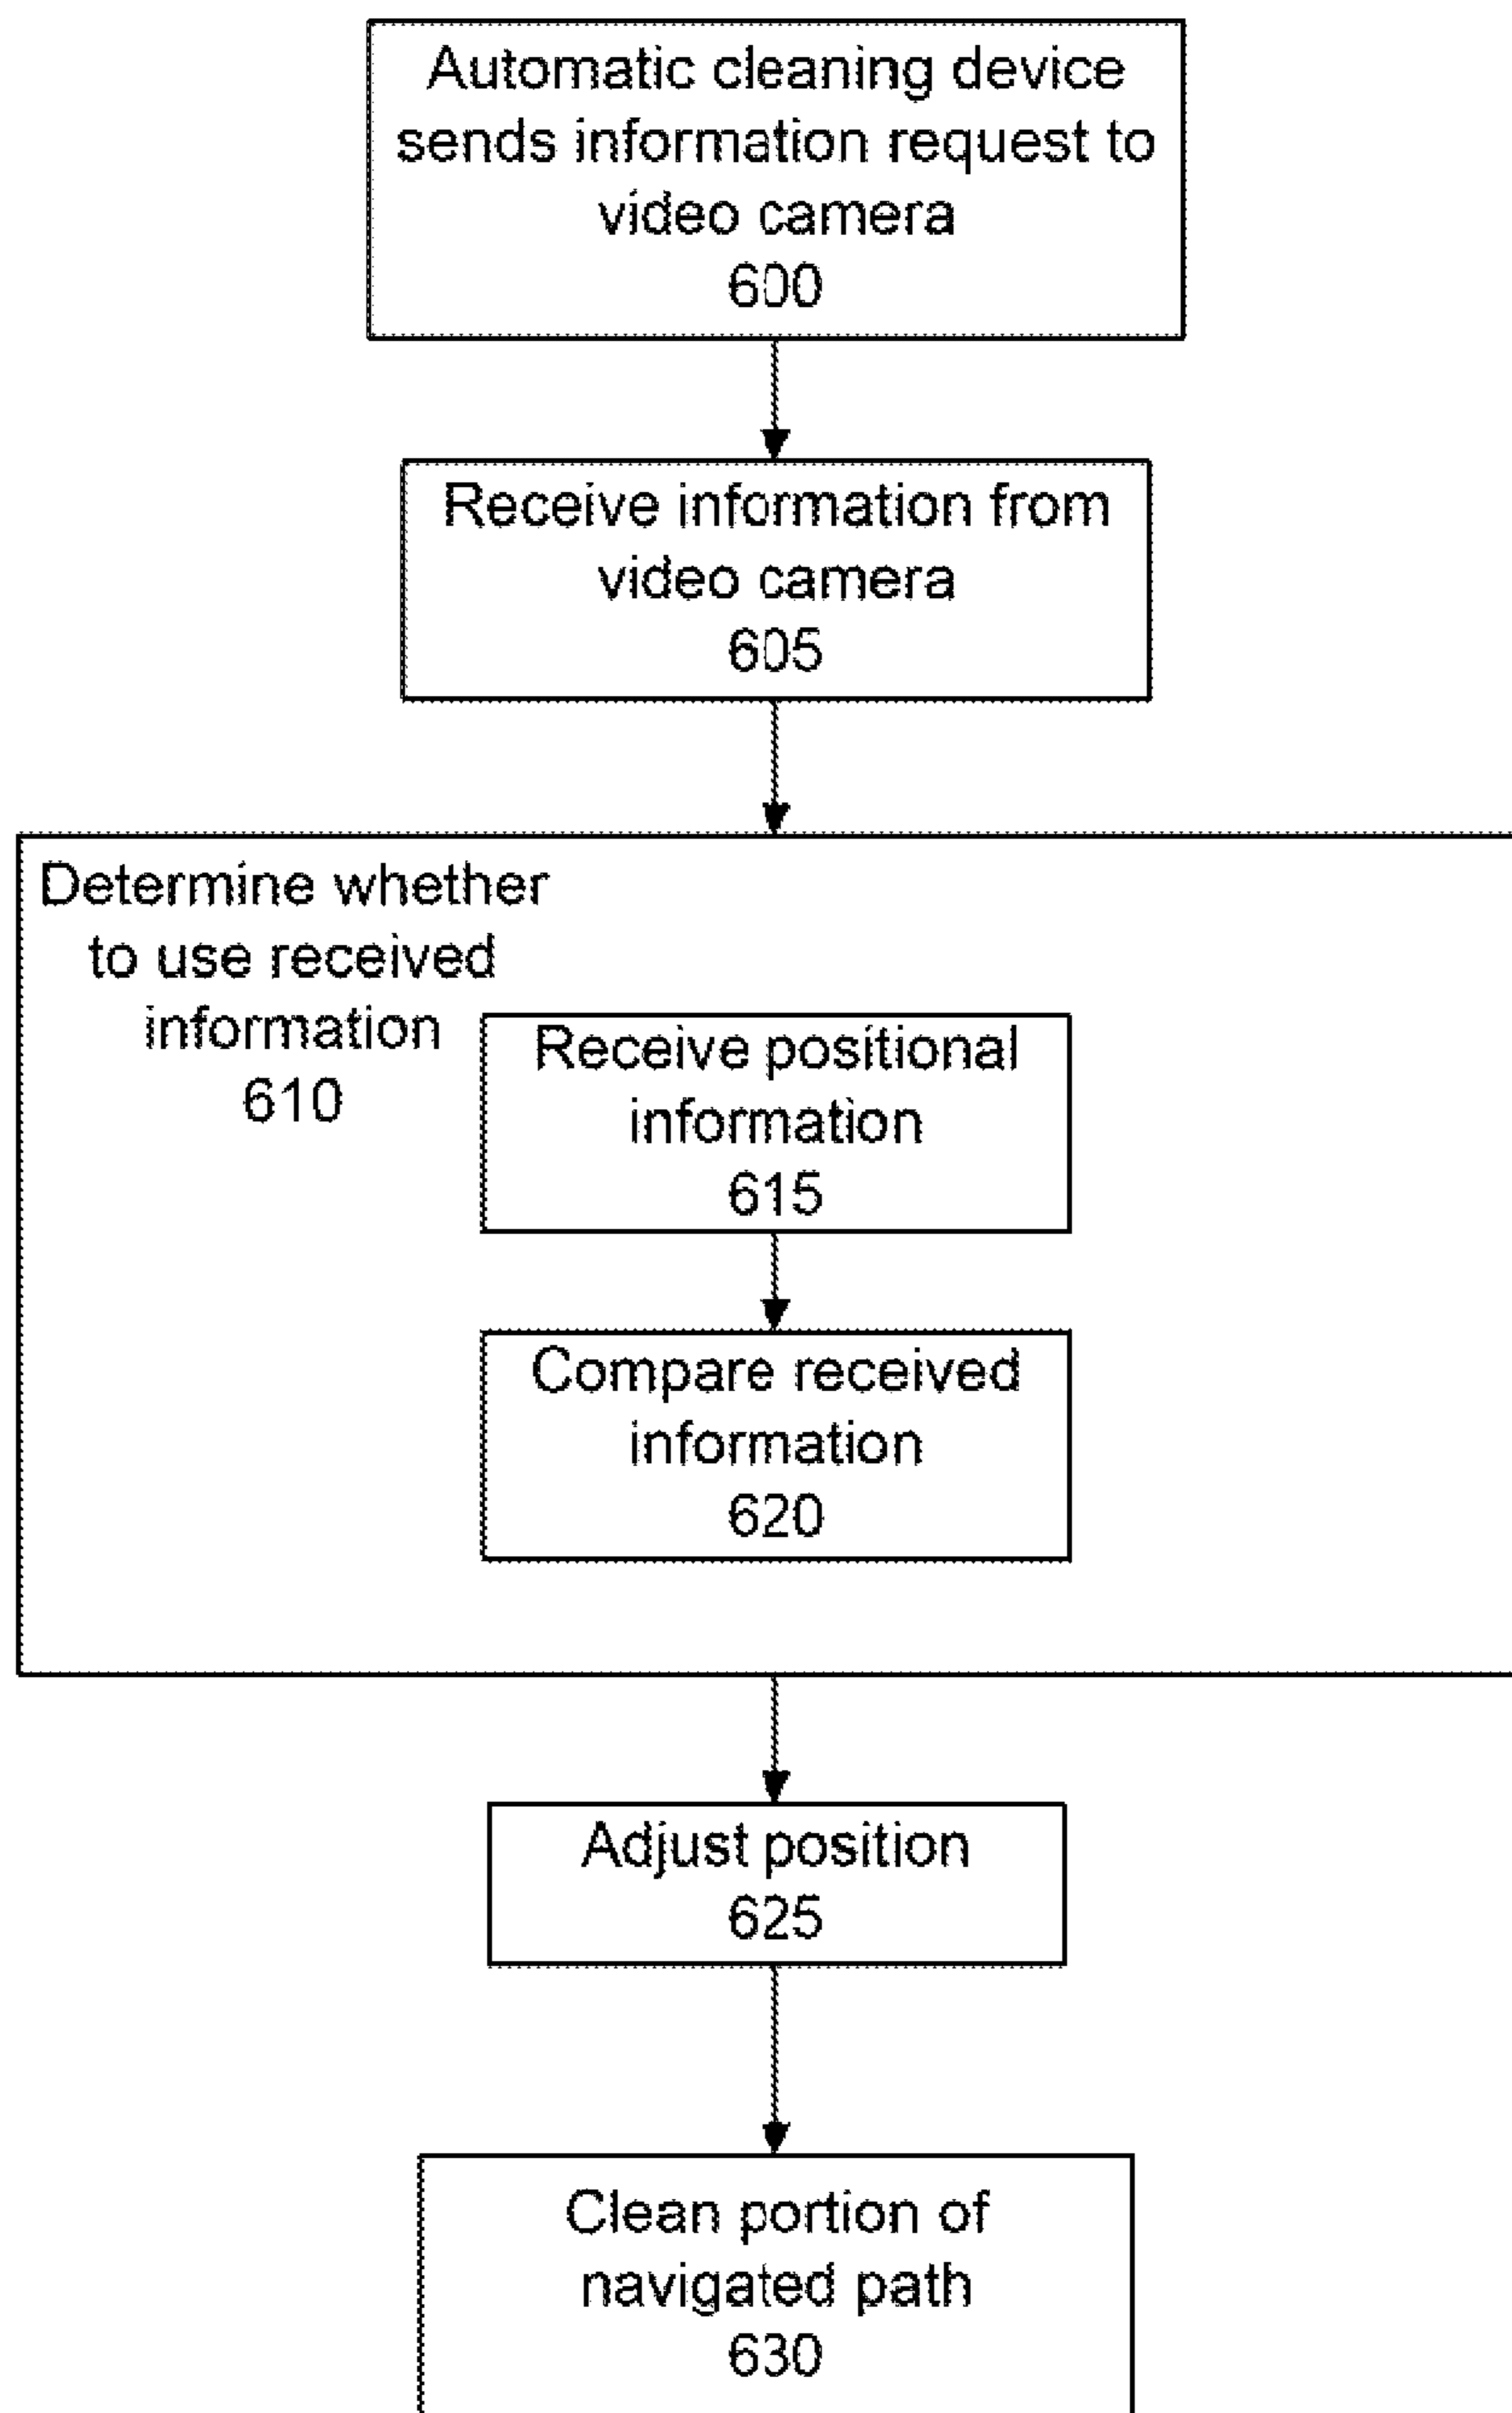 Automatic cleaning device
sends information request to
video camera
600
Receive information from
video camera
605
Determine whether
to use received
information
610
Receive positional
information
615
Compare received
information
620
Adjust position
625
Clean portion of
navigated path
630